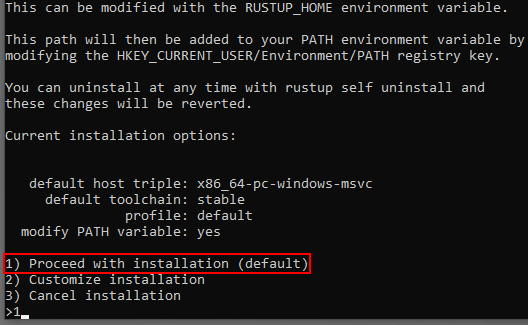 This can be modified with the RUSTUP_HOME environment variable.
This path will then be added to your PATH environment variable by
modifying the HKEY_CURRENT_USER/Environment/PATH registry key.
You can uninstall at any time with rustup self uninstall and
these changes will be reverted.
Current installation options:
default host triple: x86_64-pc-windows-msvc
default toolchain: stable
profile: default
modify PATH variable: yes
1) Proceed with installation (default)
2) Customize installation
3) Cancel installation
>1